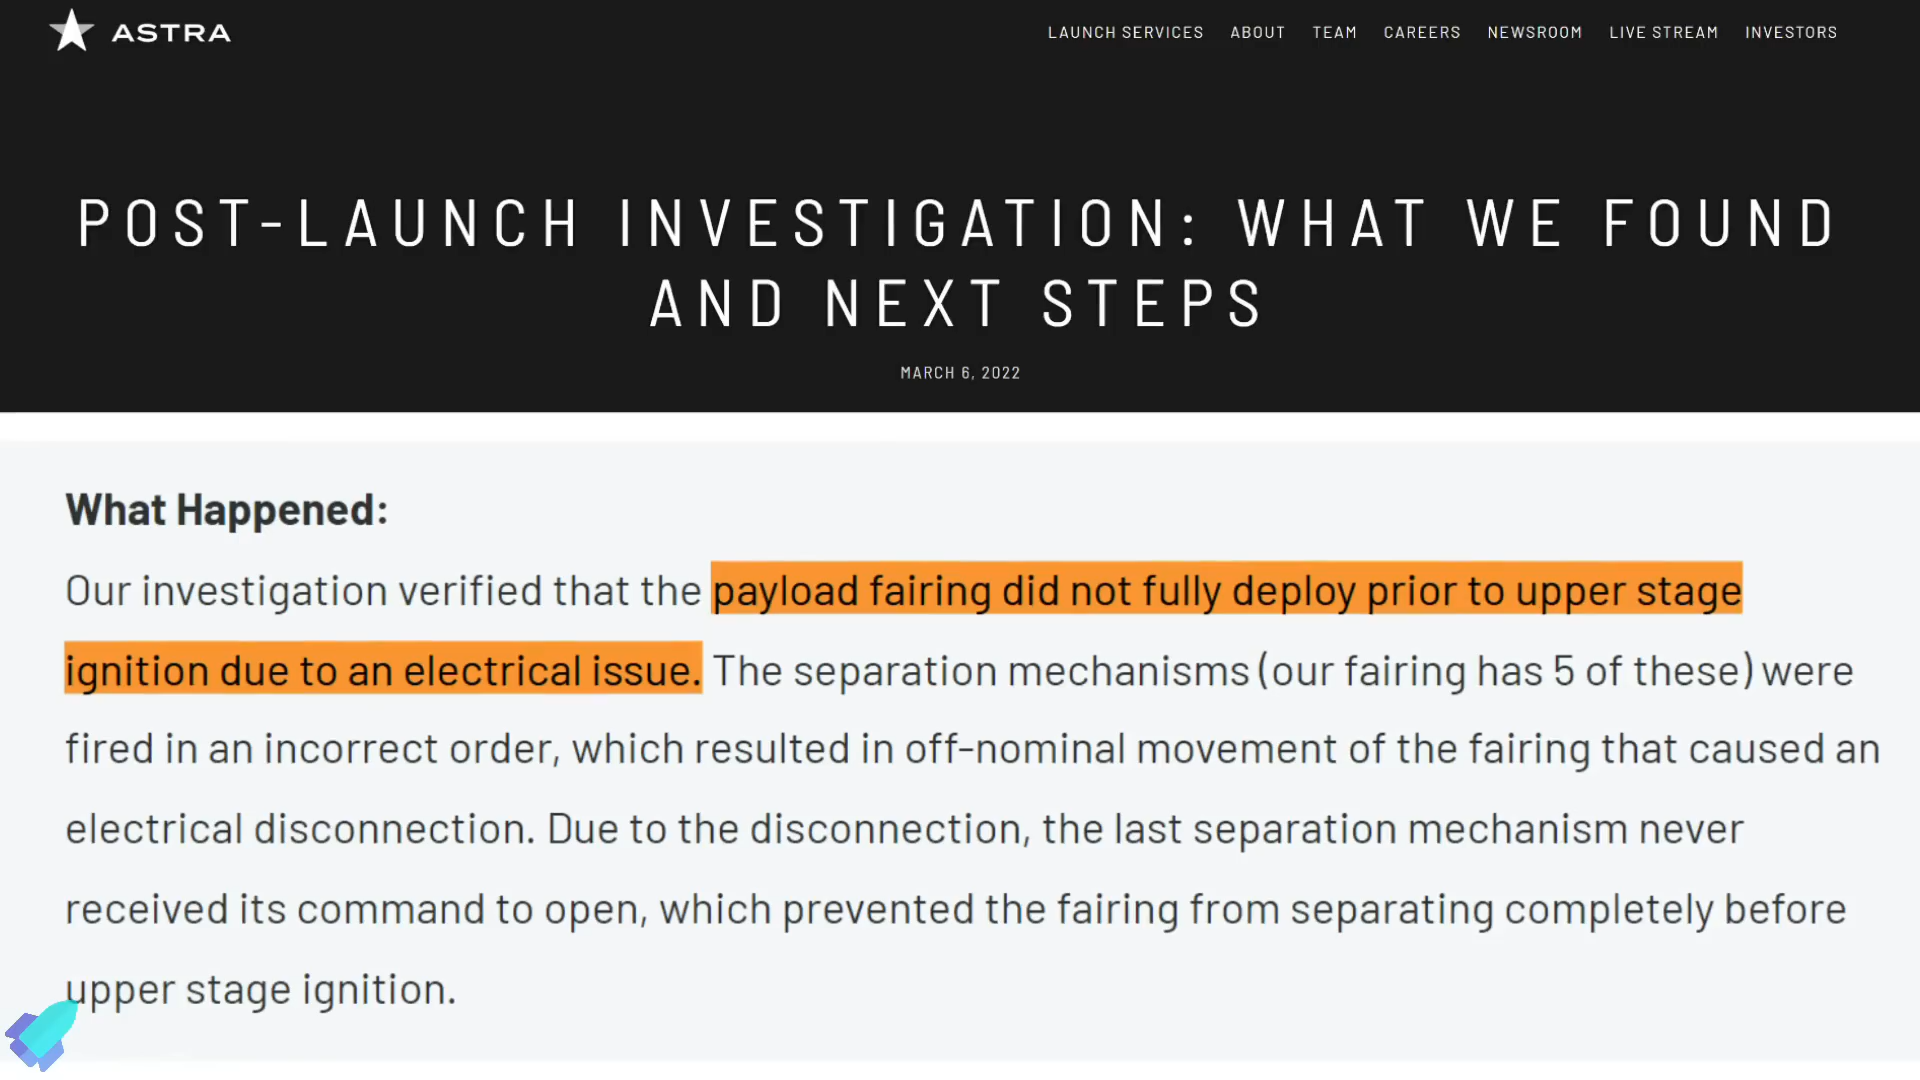 ASTRA
LAUNCH SERVICES ABOUT TEAM CAREERS NEWSROOM LIVE STREAM INVESTORS
POST-LAUNCH INVESTIGATION: WHAT WE FOUND
AND NEXT STEPS
MARCH 6, 2022
What Happened:
Our investigation verified that the payload fairing did not fully deploy prior to upper stage
ignition due to an electrical issue. The separation mechanisms (our fairing has 5 of these) were
fired in an incorrect order, which resulted in off-nominal movement of the fairing that caused an
electrical disconnection. Due to the disconnection, the last separation mechanism never
received its command to open, which prevented the fairing from separating completely before
upper stage ignition.